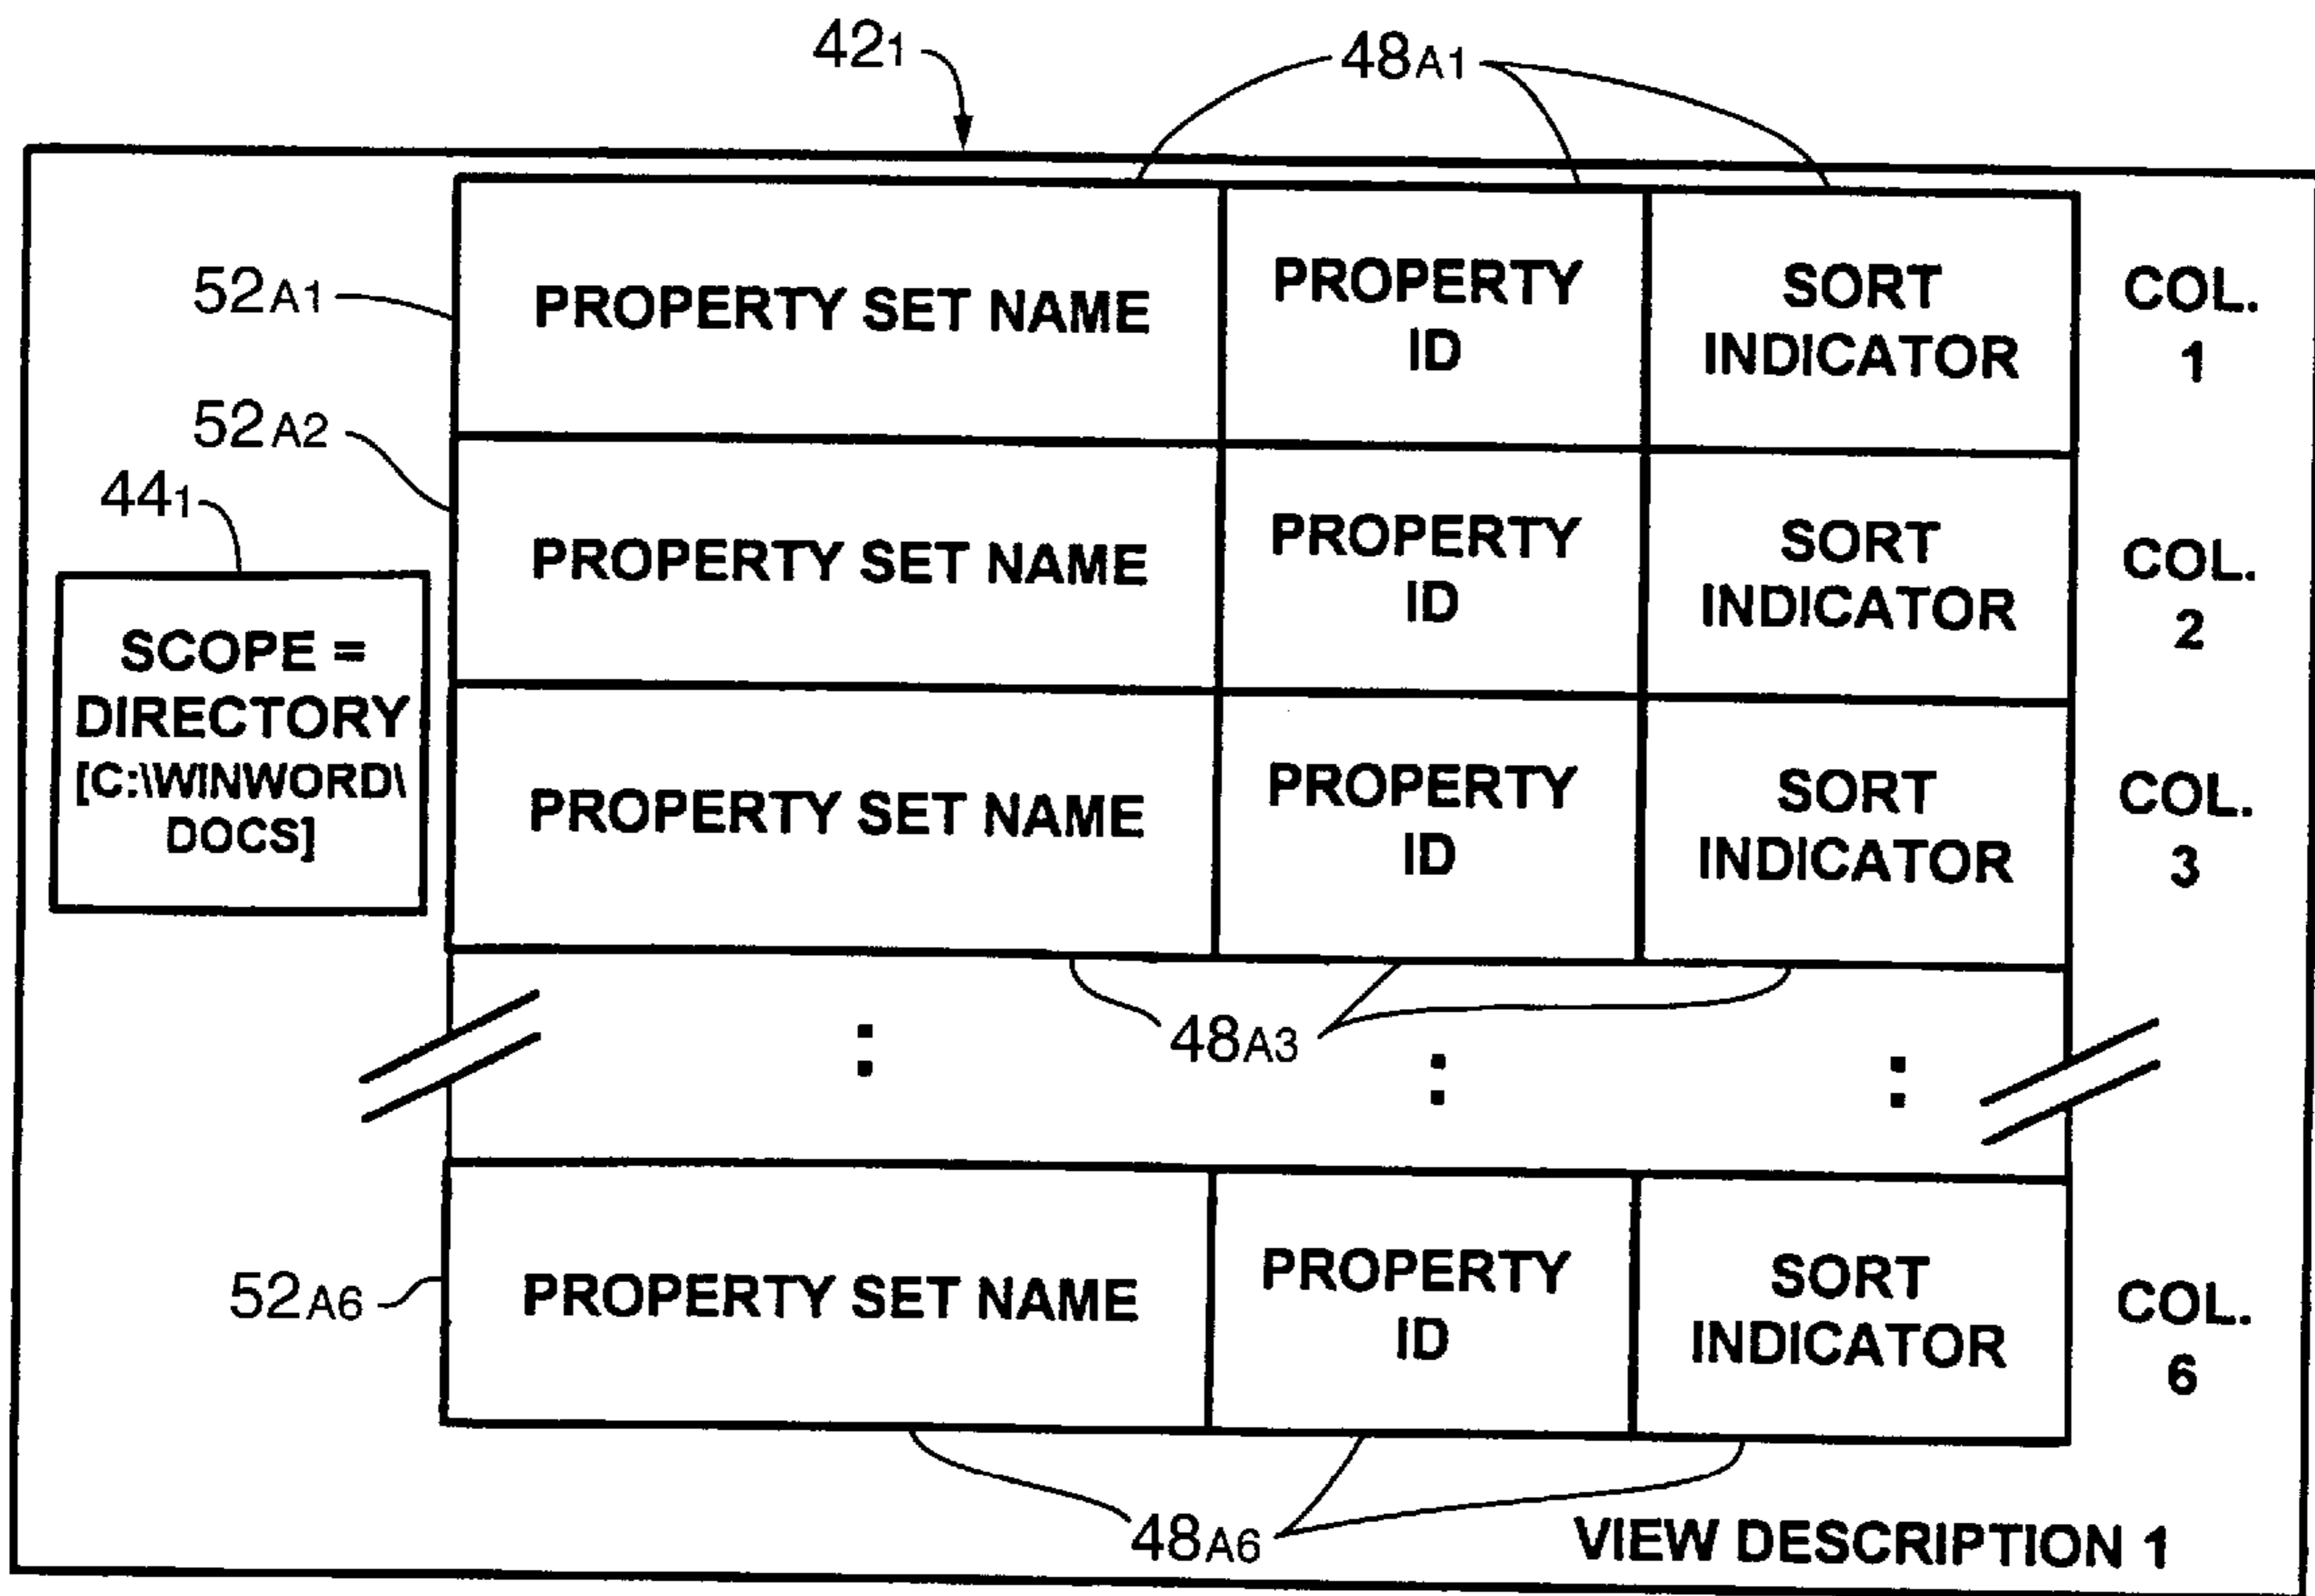 42₁
48A1
52A1
PROPERTY SET NAME
PROPERTY
ID
SORT
INDICATOR
COL.
1
52A2
PROPERTY SET NAME
PROPERTY
ID
SORT
INDICATOR
COL.
2
44₁
SCOPE =
DIRECTORY
[C:\WINWORD\
DOCS]
PROPERTY SET NAME
PROPERTY
ID
SORT
INDICATOR
COL.
3
48A3
:
:
:
52A6
PROPERTY SET NAME
PROPERTY
ID
SORT
INDICATOR
COL.
6
48A6
VIEW DESCRIPTION 1